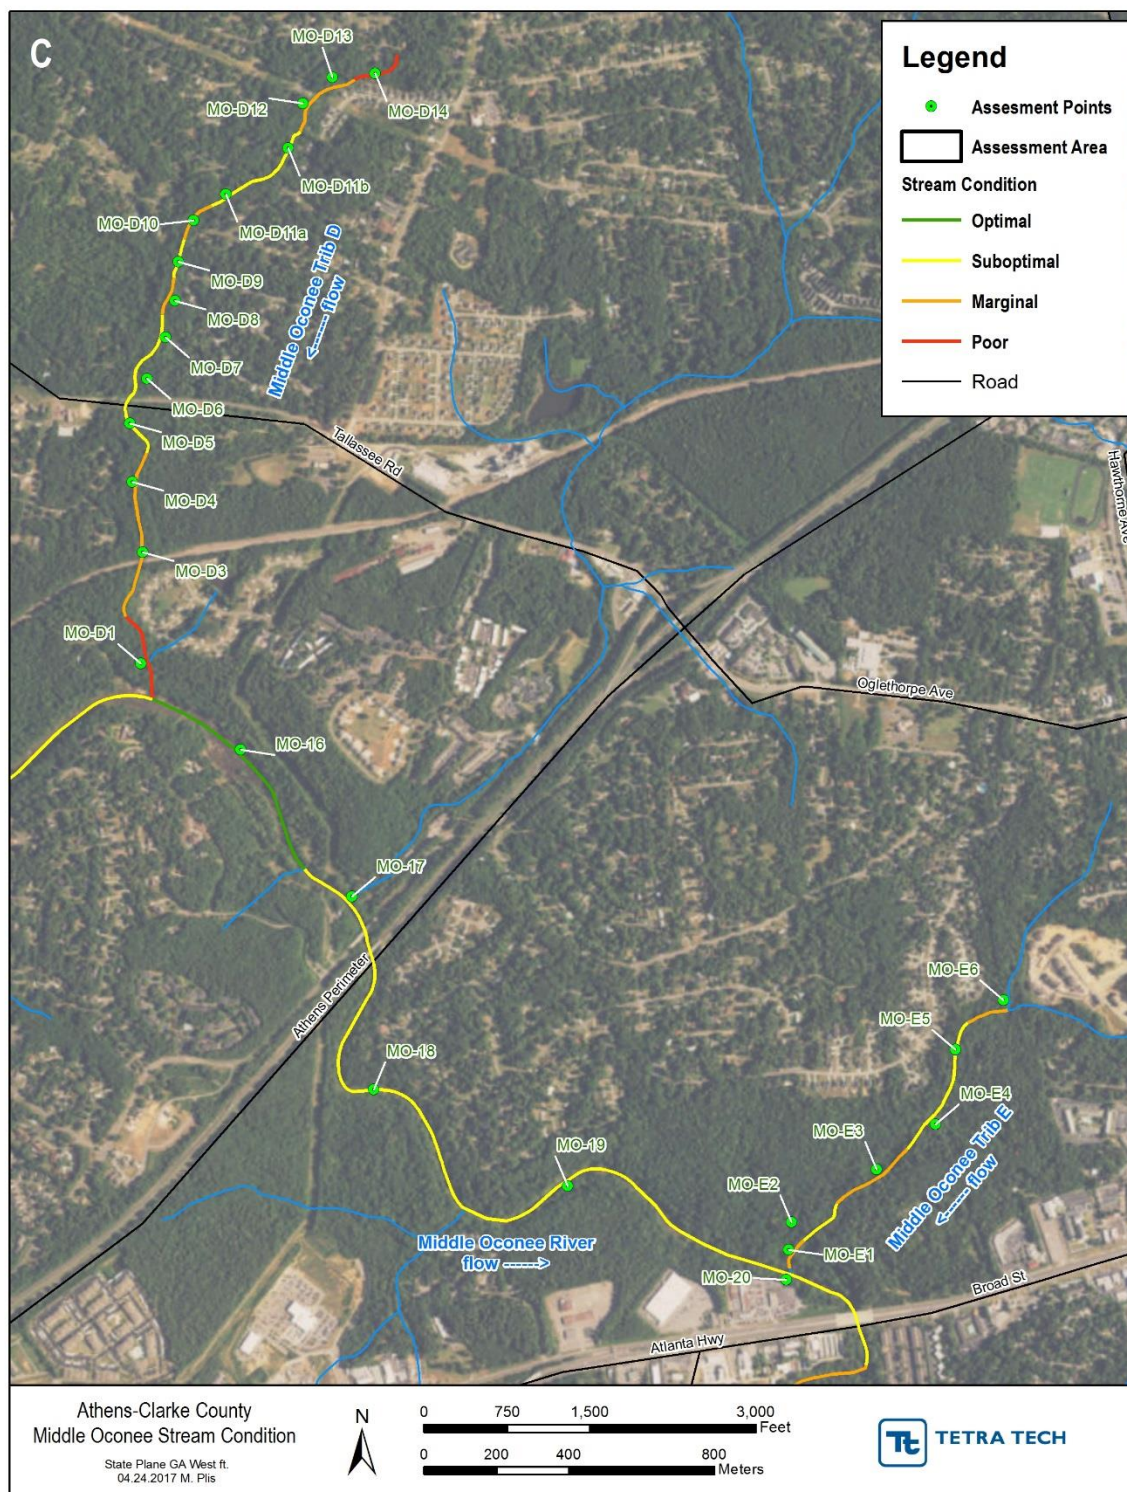 C
MO-D13
MO-D12
MO-D14
MO-D11b
MO-D10
MO-D11a
MO-D9
MO-D8
MO-D7
MO-D6
MO-D5
MO-D4
MO-D3
MO-D1
Middle Oconee Trib D
<------ flow
Tallassee Rd
Hawthorne Ave
Oglethorpe Ave
MO-16
MO-17
Athens Perimeter
MO-18
MO-19
MO-E6
MO-E5
MO-E4
MO-E3
MO-E2
MO-E1
MO-20
Middle Oconee Trib E
<------ flow
Middle Oconee River
flow ------>
Broad St
Atlanta Hwy
Legend
Assesment Points
Assessment Area
Stream Condition
Optimal
Suboptimal
Marginal
Poor
Road
Athens-Clarke County
Middle Oconee Stream Condition
State Plane GA West ft.
04.24.2017 M. Plis
N
0 750 1,500 3,000
Feet
0 200 400 800
Meters
Tt TETRA TECH